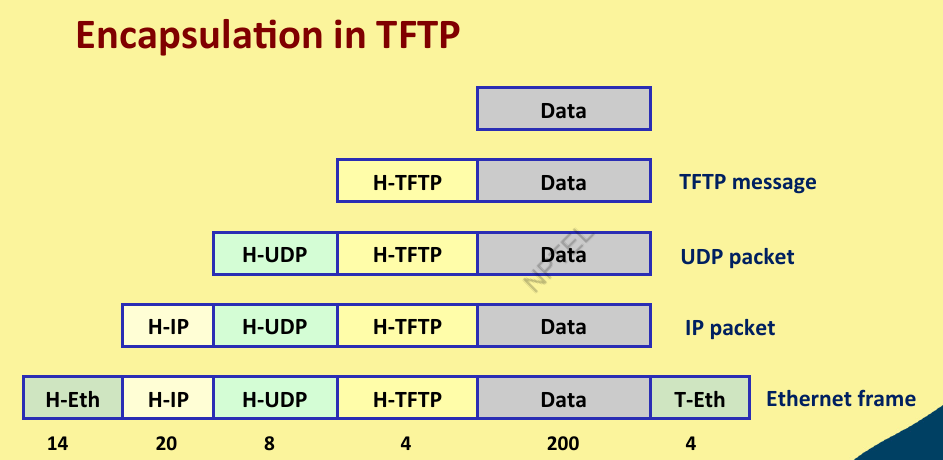 Encapsulation in TFTP
Data
H-TFTP Data TFTP message
H-UDP H-TFTP Data UDP packet
NPTEL
H-IP H-UDP H-TFTP Data IP packet
H-Eth H-IP H-UDP H-TFTP Data T-Eth Ethernet frame
14 20 8 4 200 4